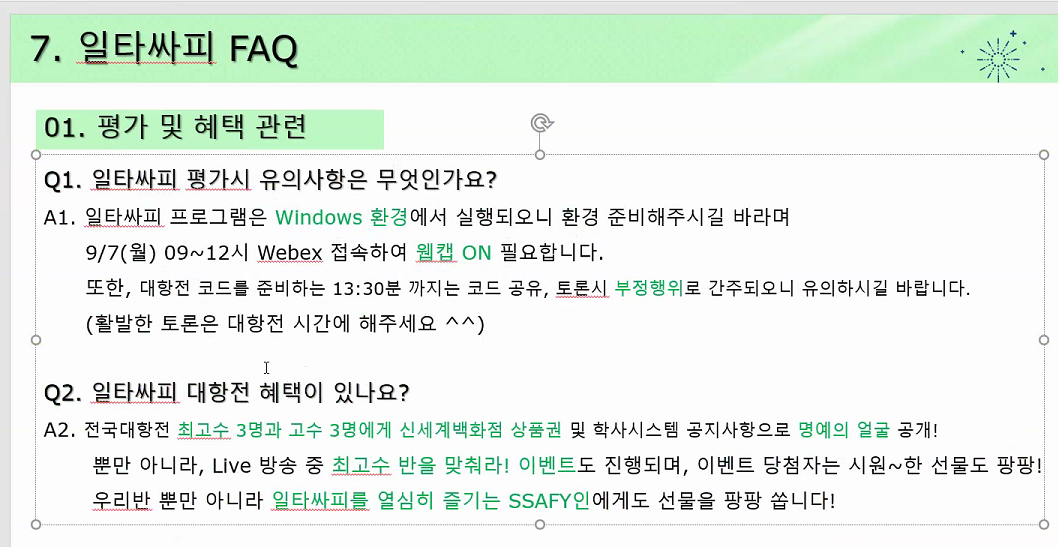 7. 일타싸피 FAQ
01. 평가 및 혜택 관련
Q1. 일타싸피 평가시 유의사항은 무엇인가요?
A1. 일타싸피 프로그램은 Windows 환경에서 실행되오니 환경 준비해주시길 바라며
9/7(월) 09~12시 Webex 접속하여 웹캡 ON 필요합니다.
또한, 대항전 코드를 준비하는 13:30분 까지는 코드 공유, 토론시 부정행위로 간주되오니 유의하시길 바랍니다.
(활발한 토론은 대항전 시간에 해주세요 ^^)
Q2. 일타싸피 대항전 혜택이 있나요?
A2. 전국대항전 최고수 3명과 고수 3명에게 신세계백화점 상품권 및 학사시스템 공지사항으로 명예의 얼굴 공개!
뿐만 아니라, Live 방송 중 최고수 반을 맞춰라! 이벤트도 진행되며, 이벤트 당첨자는 시원~한 선물도 팡팡!
우리반 뿐만 아니라 일타싸피를 열심히 즐기는 SSAFY인에게도 선물을 팡팡 쏩니다!